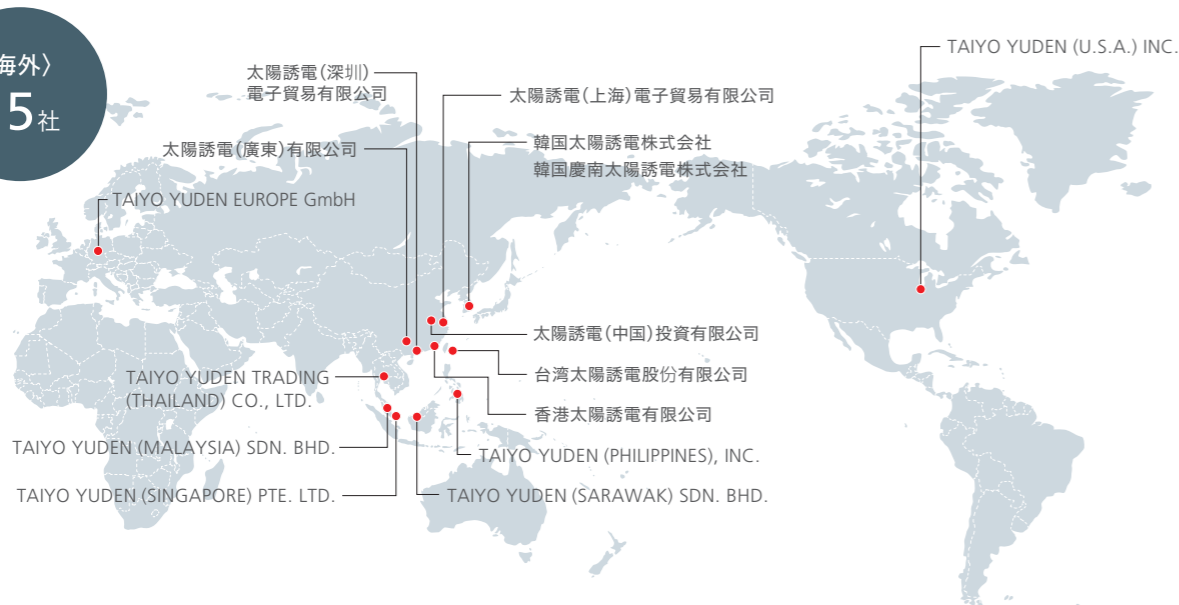 海外〉
5社
太陽誘電(深圳)
電子貿易有限公司
太陽誘電(廣東)有限公司
TAIYO YUDEN EUROPE GmbH
太陽誘電(上海)電子貿易有限公司
韓国太陽誘電株式会社
韓国慶南太陽誘電株式会社
TAIYO YUDEN (U.S.A.) INC.
太陽誘電(中国)投資有限公司
台湾太陽誘電股份有限公司
香港太陽誘電有限公司
TAIYO YUDEN TRADING
(THAILAND) CO., LTD.
TAIYO YUDEN (MALAYSIA) SDN. BHD.
TAIYO YUDEN (SINGAPORE) PTE. LTD.
TAIYO YUDEN (PHILIPPINES), INC.
TAIYO YUDEN (SARAWAK) SDN. BHD.